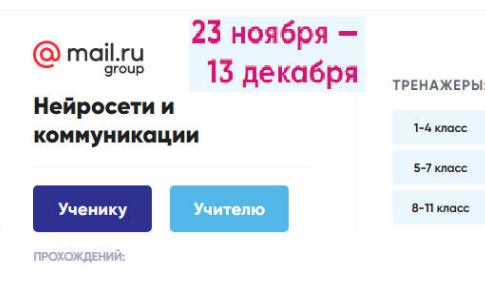 mail.ru
group
23 ноября –
13 декабря
Нейросети и
коммуникации
Ученику
Учителю
ПРОХОЖДЕНИЙ:
ТРЕНАЖЕРЫ:
1-4 класс
5-7 класс
8-11 класс